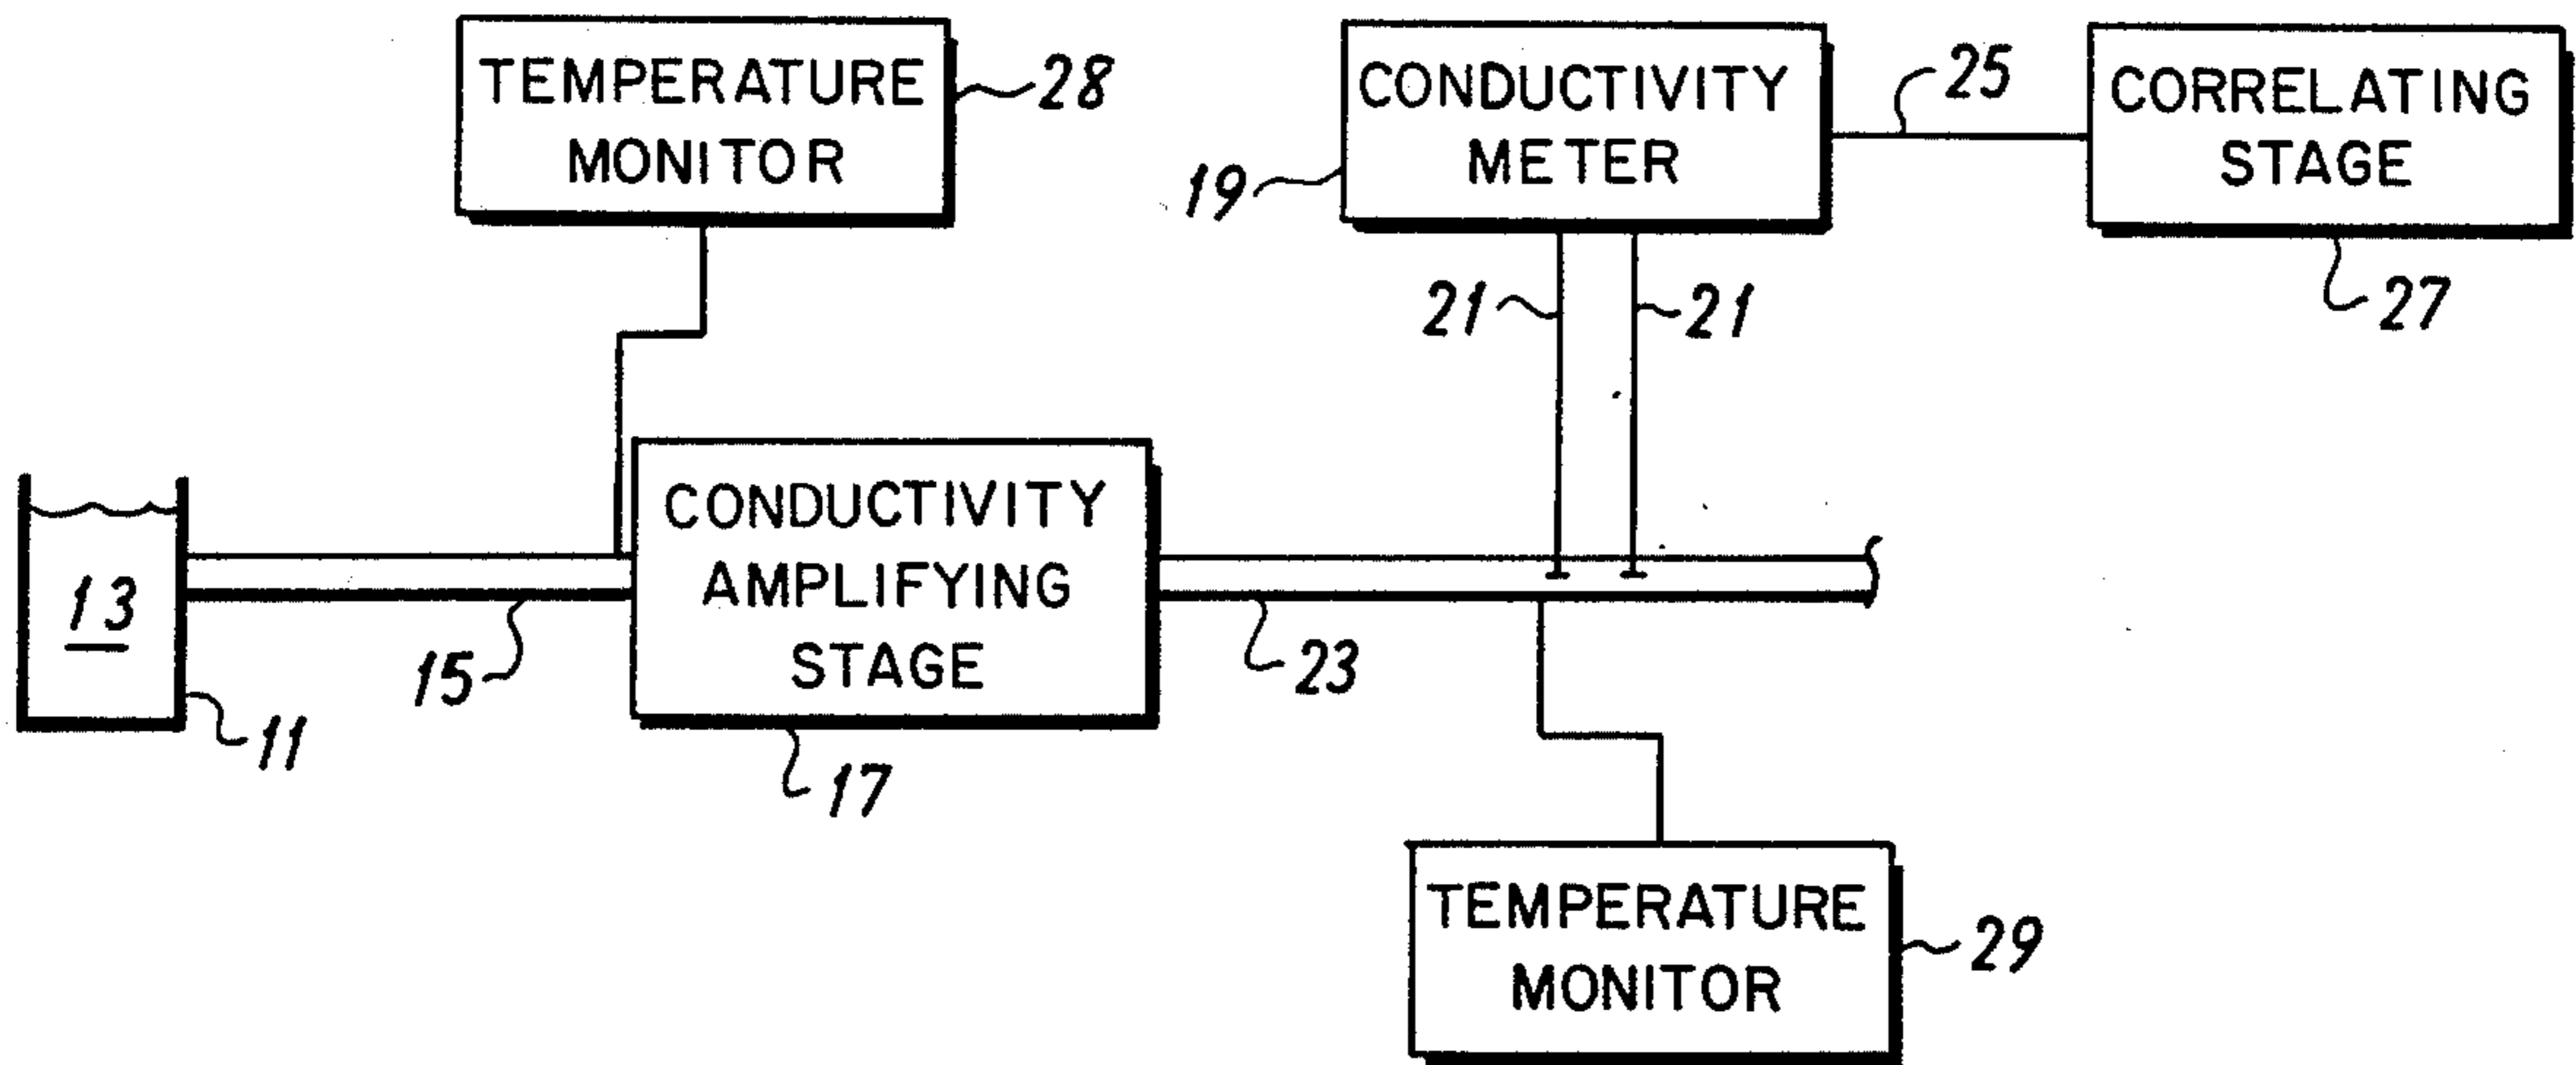 TEMPERATURE
MONITOR
28
CONDUCTIVITY
METER
19
25
CORRELATING
STAGE
27
21
21
13
11
15
CONDUCTIVITY
AMPLIFYING
STAGE
17
23
TEMPERATURE
MONITOR
29